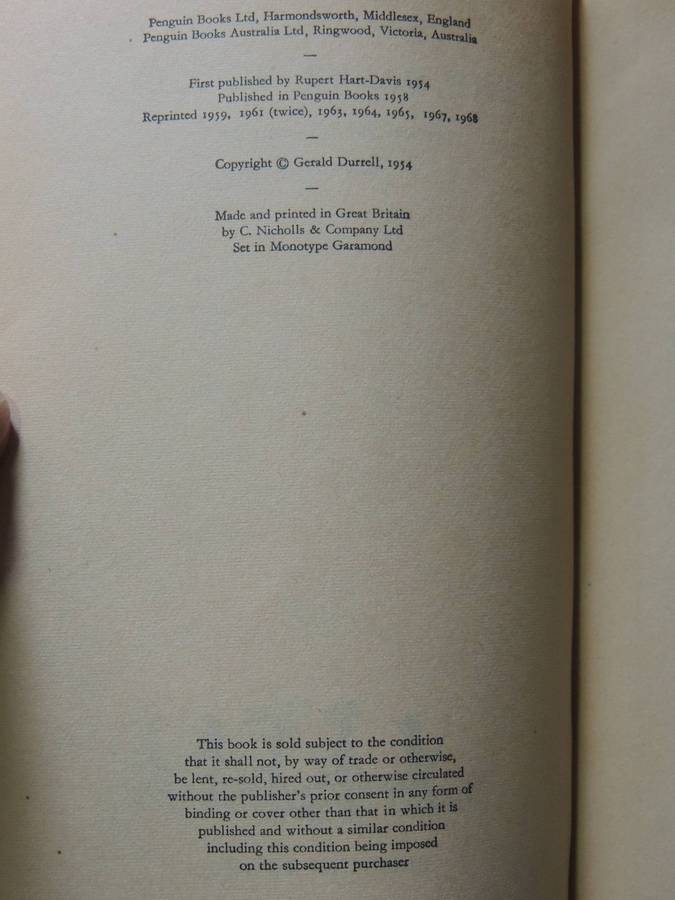 Penguin Books Ltd, Harmondsworth, Middlesex, England
Penguin Books Australia Ltd, Ringwood, Victoria, Australia
—
First published by Rupert Hart-Davis 1954
Published in Penguin Books 1958
Reprinted 1959, 1961 (twice), 1963, 1964, 1965, 1967, 1968
—
Copyright © Gerald Durrell, 1954
—
Made and printed in Great Britain
by C. Nicholls & Company Ltd
Set in Monotype Garamond
This book is sold subject to the condition
that it shall not, by way of trade or otherwise,
be lent, re-sold, hired out, or otherwise circulated
without the publisher's prior consent in any form of
binding or cover other than that in which it is
published and without a similar condition
including this condition being imposed
on the subsequent purchaser